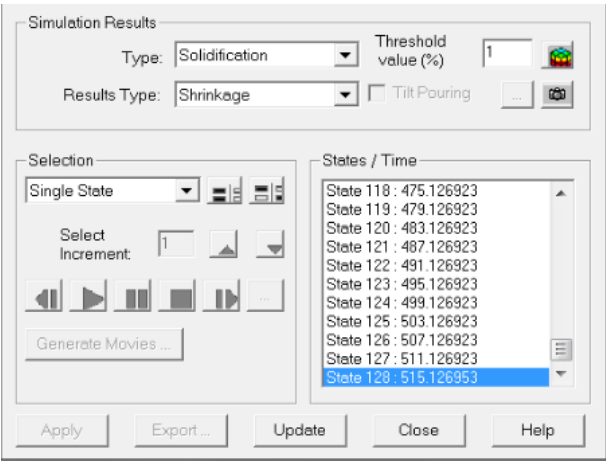 Simulation Results
Type: Solidification
Threshold value (%) 1
Results Type: Shrinkage
Tilt Pouring
...
Selection
Single State
Select Increment: 1
...
Generate Movies ...
States / Time
State 118 : 475.126923
State 119 : 479.126923
State 120 : 483.126923
State 121 : 487.126923
State 122 : 491.126923
State 123 : 495.126923
State 124 : 499.126923
State 125 : 503.126923
State 126 : 507.126923
State 127 : 511.126923
State 128 : 515.126953
Apply Export ... Update Close Help